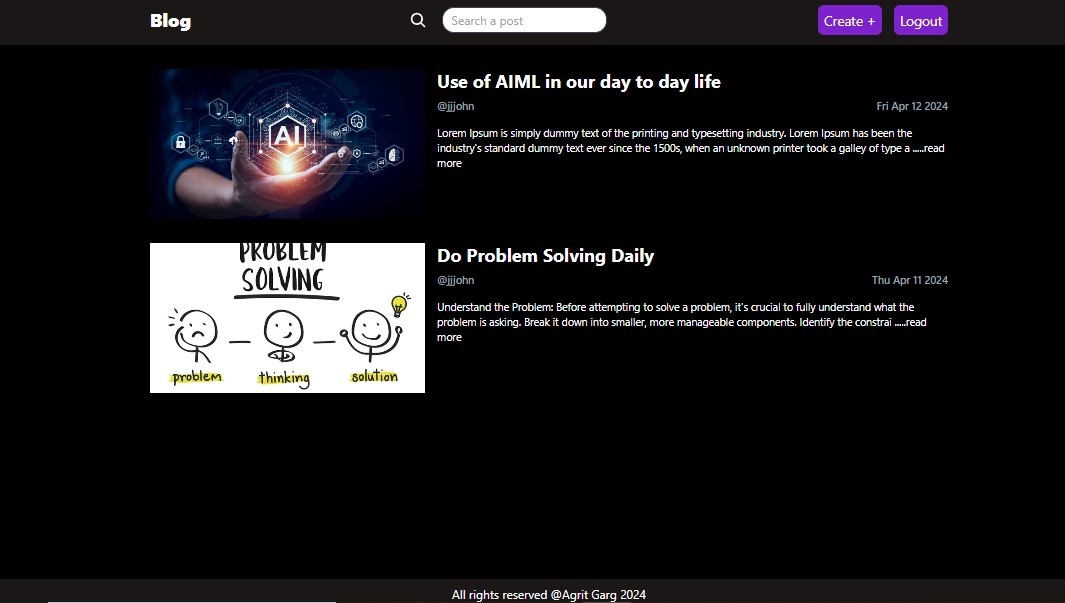 Blog
Search a post
Create +
Logout
AI
Use of AIML in our day to day life
@jjjohn
Fri Apr 12 2024
Lorem Ipsum is simply dummy text of the printing and typesetting industry. Lorem Ipsum has been the
industry's standard dummy text ever since the 1500s, when an unknown printer took a galley of type a .....read
more
PROBLEM
SOLVING
problem
thinking
solution
Do Problem Solving Daily
@jjjohn
Thu Apr 11 2024
Understand the Problem: Before attempting to solve a problem, it's crucial to fully understand what the
problem is asking. Break it down into smaller, more manageable components. Identify the constrai .....read
more
All rights reserved @Agrit Garg 2024